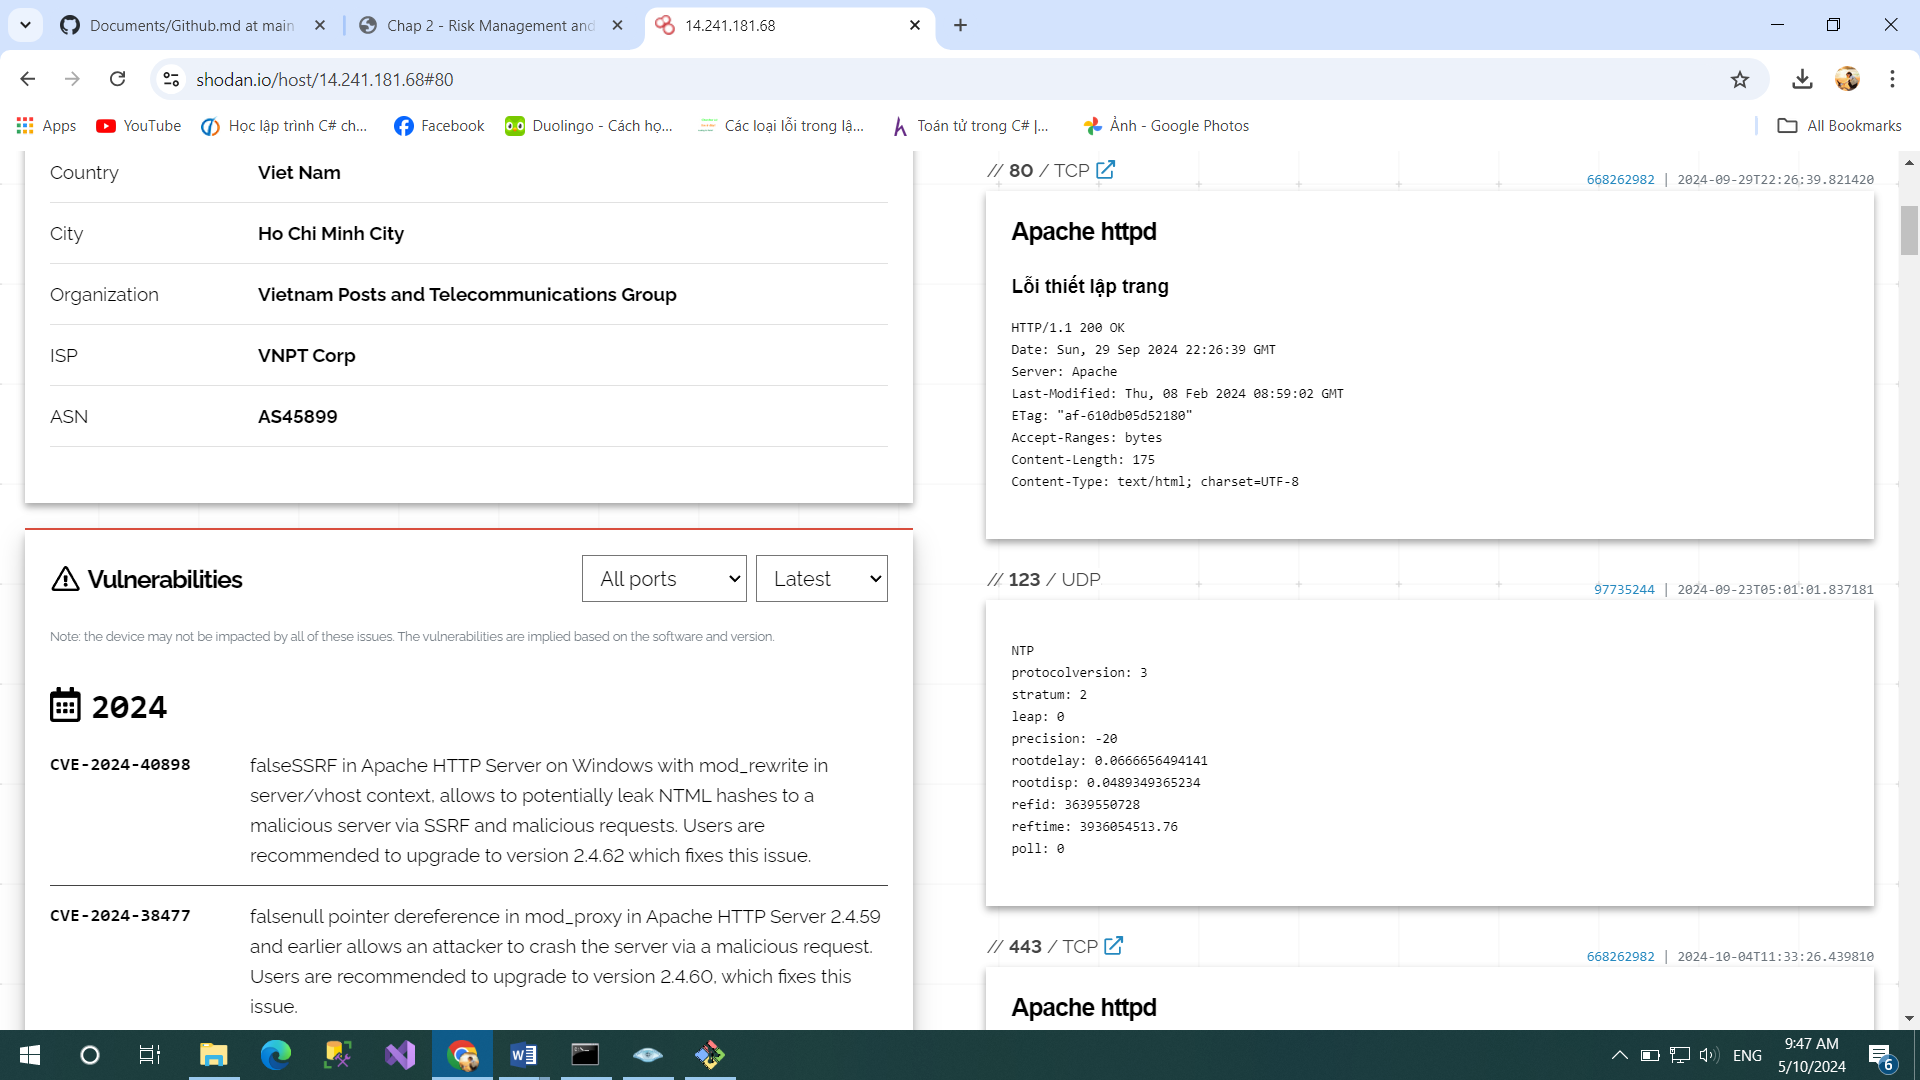 Documents/Github.md at main
Chap 2 - Risk Management and
14.241.181.68
shodan.io/host/14.241.181.68#80
Apps
YouTube
Học lập trình C# ch...
Facebook
Duolingo - Cách họ...
Các loại lỗi trong lậ...
Toán tử trong C# |...
Ảnh - Google Photos
All Bookmarks
Country Viet Nam
City Ho Chi Minh City
Organization Vietnam Posts and Telecommunications Group
ISP VNPT Corp
ASN AS45899
Vulnerabilities
All ports
Latest
Note: the device may not be impacted by all of these issues. The vulnerabilities are implied based on the software and version.
2024
CVE-2024-40898
falseSSRF in Apache HTTP Server on Windows with mod_rewrite in
server/vhost context, allows to potentially leak NTML hashes to a
malicious server via SSRF and malicious requests. Users are
recommended to upgrade to version 2.4.62 which fixes this issue.
CVE-2024-38477
falsenull pointer dereference in mod_proxy in Apache HTTP Server 2.4.59
and earlier allows an attacker to crash the server via a malicious request.
Users are recommended to upgrade to version 2.4.60, which fixes this
issue.
// 80 / TCP
668262982 | 2024-09-29T22:26:39.821420
Apache httpd
Lỗi thiết lập trang
HTTP/1.1 200 OK
Date: Sun, 29 Sep 2024 22:26:39 GMT
Server: Apache
Last-Modified: Thu, 08 Feb 2024 08:59:02 GMT
ETag: "af-610db05d52180"
Accept-Ranges: bytes
Content-Length: 175
Content-Type: text/html; charset=UTF-8
// 123 / UDP
97735244 | 2024-09-23T05:01:01.837181
NTP
protocolversion: 3
stratum: 2
leap: 0
precision: -20
rootdelay: 0.0666656494141
rootdisp: 0.0489349365234
refid: 3639550728
reftime: 3936054513.76
poll: 0
// 443 / TCP
668262982 | 2024-10-04T11:33:26.439810
Apache httpd
ENG
9:47 AM
5/10/2024
6